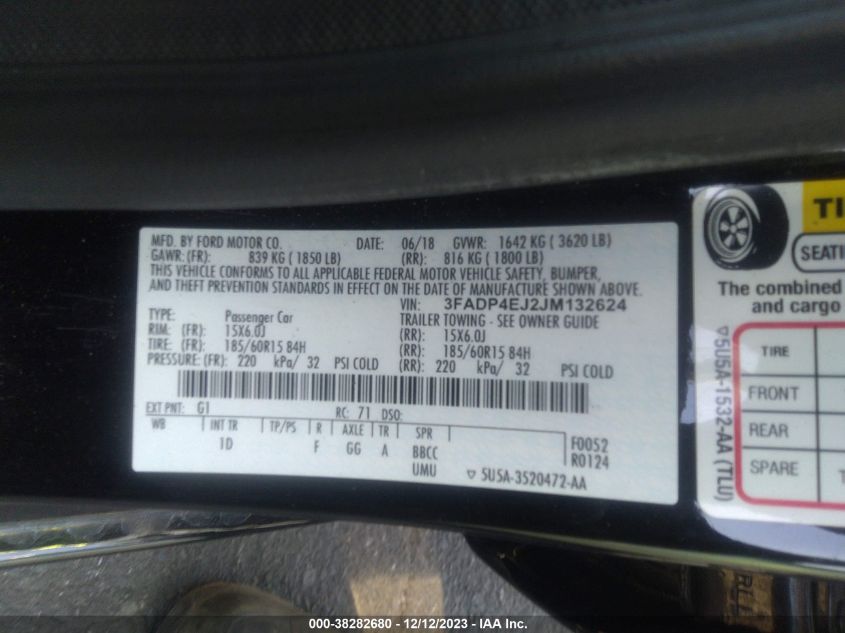 MFD. BY FORD MOTOR CO. DATE: 06/18 GVWR: 1642 KG ( 3620 LB)
GAWR:(FR): 839 KG ( 1850 LB) (RR): 816 KG ( 1800 LB)
THIS VEHICLE CONFORMS TO ALL APPLICABLE FEDERAL MOTOR VEHICLE SAFETY, BUMPER,
AND THEFT PREVENTION STANDARDS IN EFFECT ON THE DATE OF MANUFACTURE SHOWN ABOVE.
VIN: 3FADP4EJ2JM132624
TYPE: Passenger Car TRAILER TOWING - SEE OWNER GUIDE
RIM: (FR): 15X6.0J (RR): 15X6.0J
TIRE: (FR): 185/60R15 84H (RR): 185/60R15 84H
PRESSURE:(FR): 220 kPa/ 32 PSI COLD (RR): 220 kPa/ 32 PSI COLD
EXT PNT: G1 RC: 71 DSO:
WB INT TR TP/PS R AXLE TR SPR
1D F GG A BBCC F0052
UMU R0124
▽ 5U5A-3520472-AA
TI
SEATI
The combined
and cargo
TIRE
FRONT
REAR
SPARE T
▽5U5A-1532-AA (TLU)
000-38282680 - 12/12/2023 - IAA Inc.